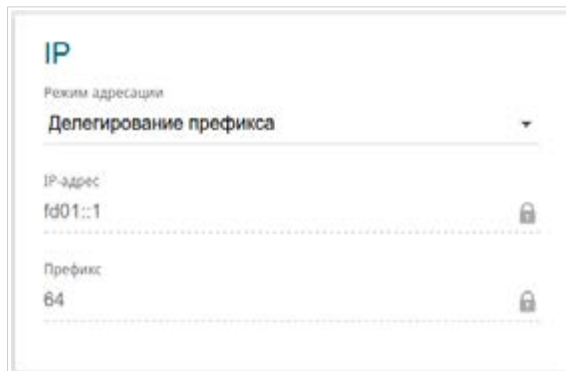 IP
Режим адресации
Делегирование префикса
IP-адрес
fd01::1
Префикс
64